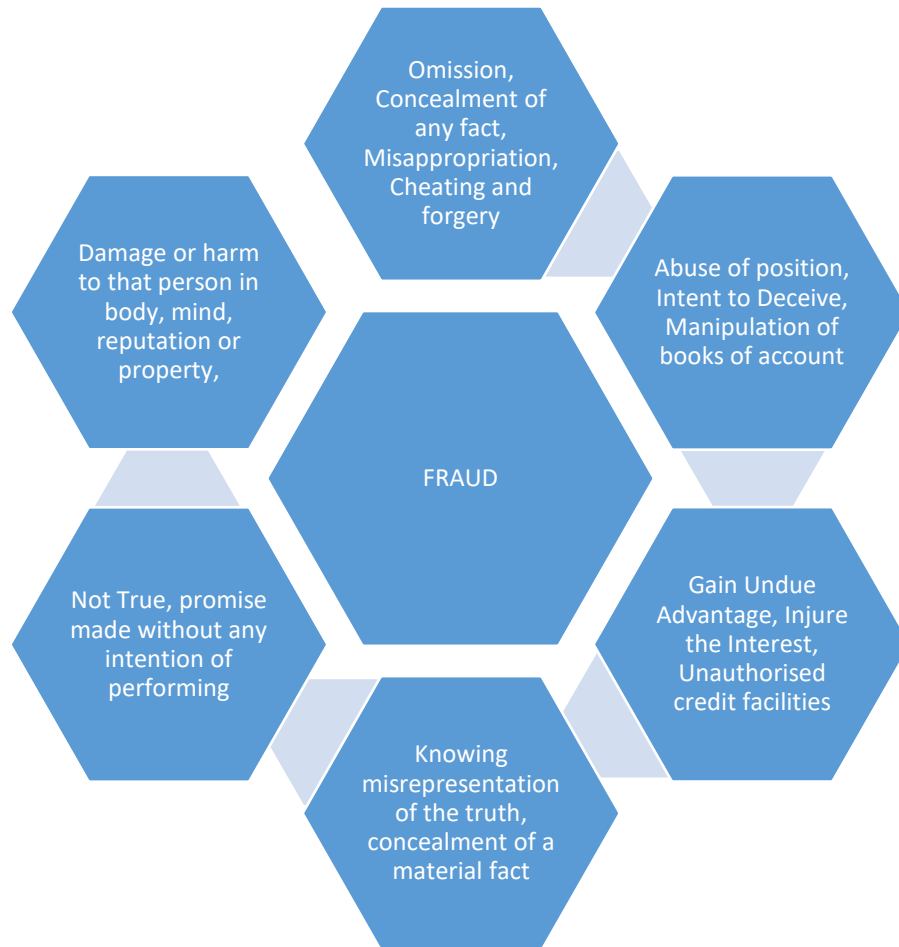 Omission,
Concealment of
any fact,
Misappropriation,
Cheating and
forgery
Abuse of position,
Intent to Deceive,
Manipulation of
books of account
Gain Undue
Advantage, Injure
the Interest,
Unauthorised
credit facilities
Knowing
misrepresentation
of the truth,
concealment of a
material fact
Not True, promise
made without any
intention of
performing
Damage or harm
to that person in
body, mind,
reputation or
property,
FRAUD